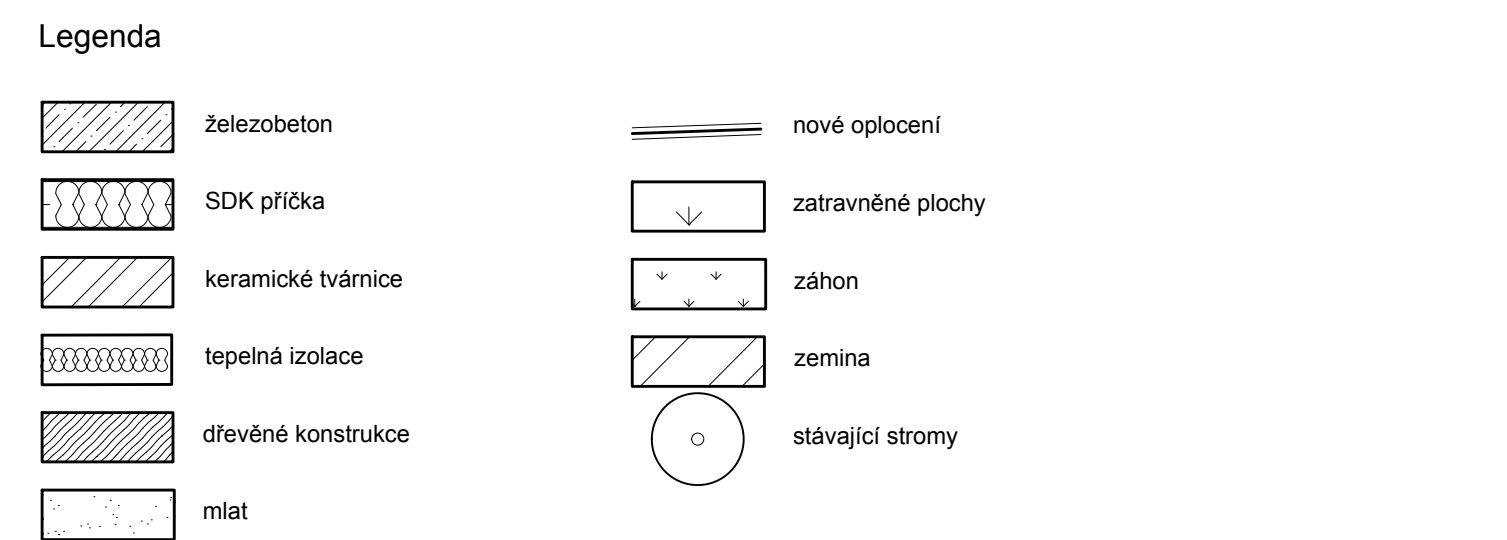 Legenda
železobeton
SDK příčka
keramické tvárnice
tepelná izolace
dřevěné konstrukce
mlat
nové oplocení
zatravněné plochy
záhon
zemina
stávající stromy